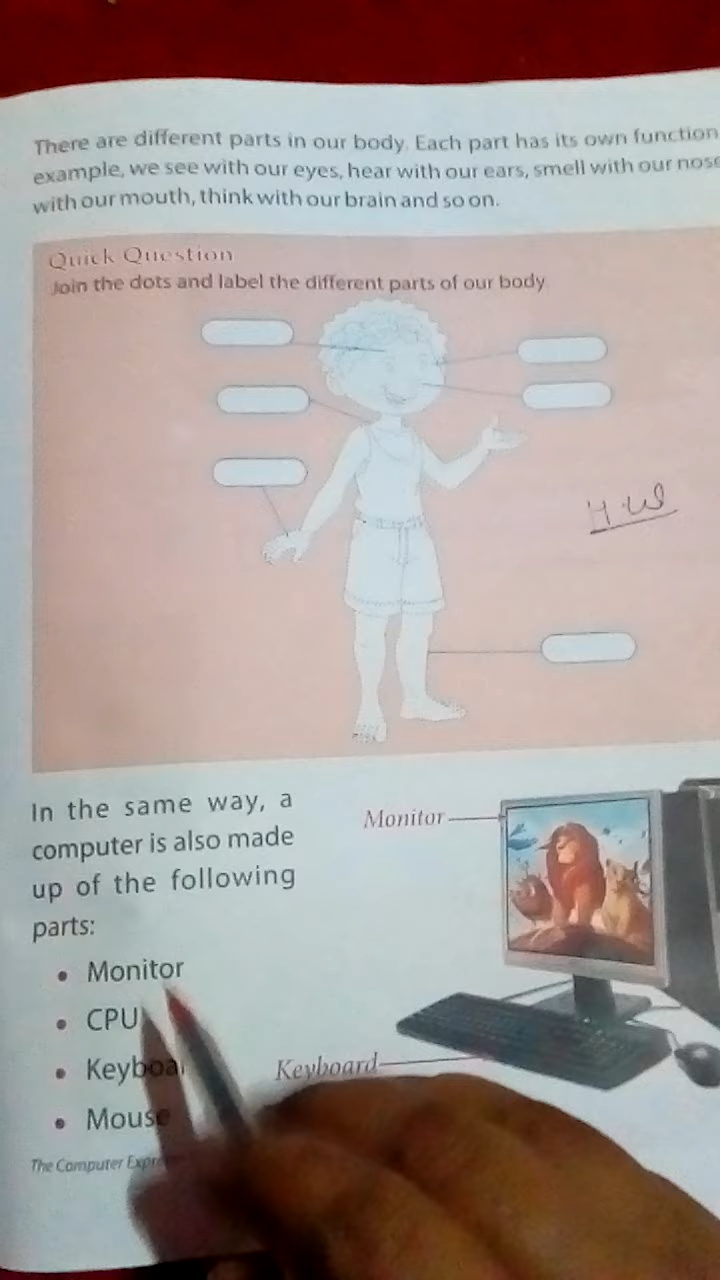 There are different parts in our body. Each part has its own function
example, we see with our eyes, hear with our ears, smell with our nose
with our mouth, think with our brain and so on.
Quick Question
Join the dots and label the different parts of our body.
H.W
In the same way, a
computer is also made
up of the following
parts:
Monitor
• Monitor
• CPU
• Keyboa
Keyboard
• Mouse
The Computer Expre